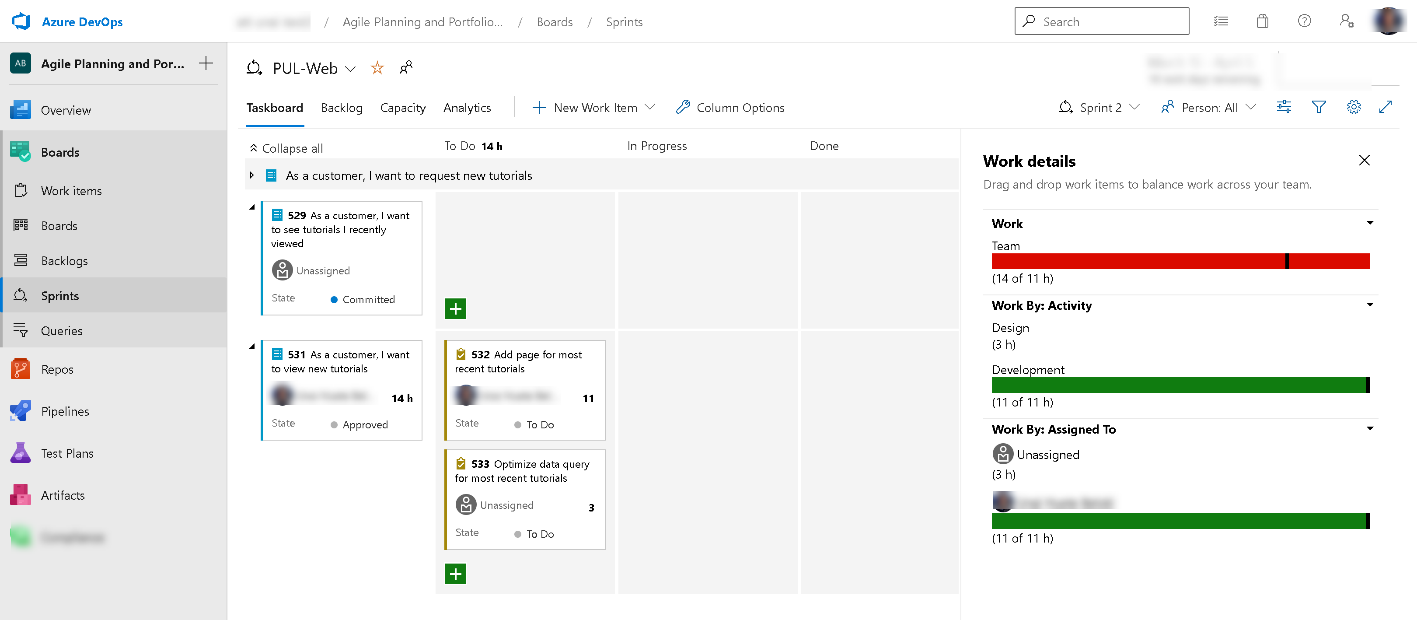 Azure DevOps
/ Agile Planning and Portfolio... / Boards / Sprints
Search
AB Agile Planning and Por...
PUL-Web
Overview
Boards
Work items
Boards
Backlogs
Sprints
Queries
Repos
Pipelines
Test Plans
Artifacts
Taskboard Backlog Capacity Analytics New Work Item Column Options
Sprint 2 Person: All
Collapse all
To Do 14 h
In Progress
Done
As a customer, I want to request new tutorials
529 As a customer, I want
to see tutorials I recently
viewed
Unassigned
State Committed
531 As a customer, I want
to view new tutorials
14 h
State Approved
532 Add page for most
recent tutorials
11
State To Do
533 Optimize data query
for most recent tutorials
Unassigned 3
State To Do
Work details
Drag and drop work items to balance work across your team.
Work
Team
(14 of 11 h)
Work By: Activity
Design
(3 h)
Development
(11 of 11 h)
Work By: Assigned To
Unassigned
(3 h)
(11 of 11 h)